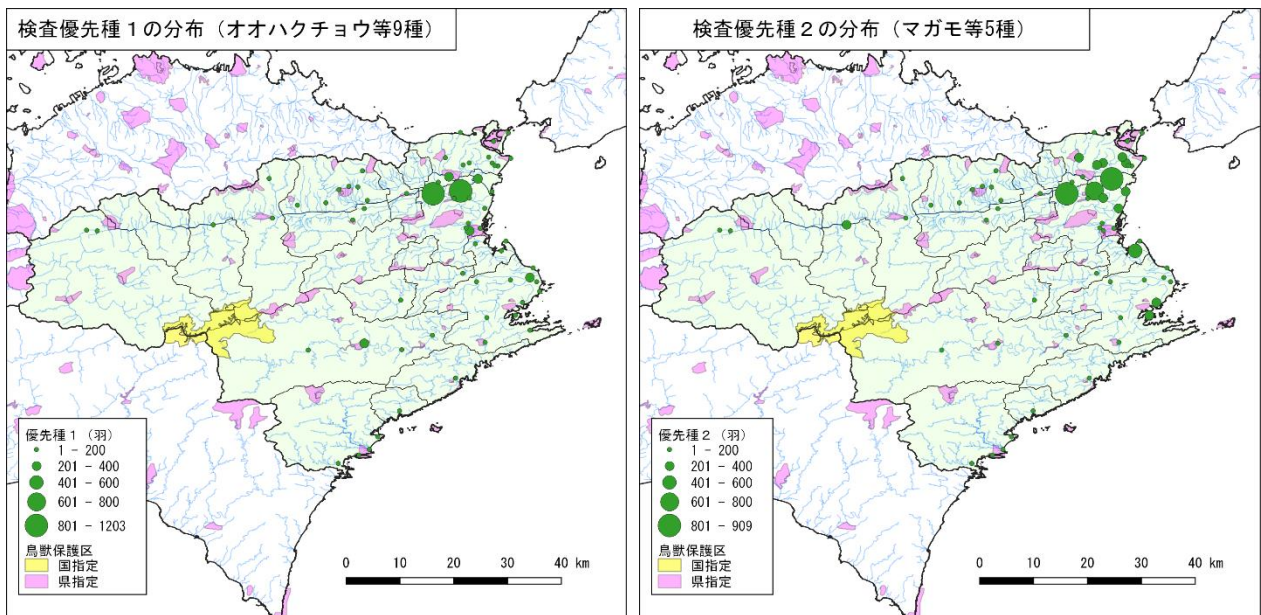 検査優先種１の分布（オオハクチョウ等9種）
優先種１（羽）
1 - 200
201 - 400
401 - 600
601 - 800
801 - 1203
鳥獣保護区
国指定
県指定
0 10 20 30 40 km
検査優先種２の分布（マガモ等5種）
優先種２（羽）
1 - 200
201 - 400
401 - 600
601 - 800
801 - 909
鳥獣保護区
国指定
県指定
0 10 20 30 40 km